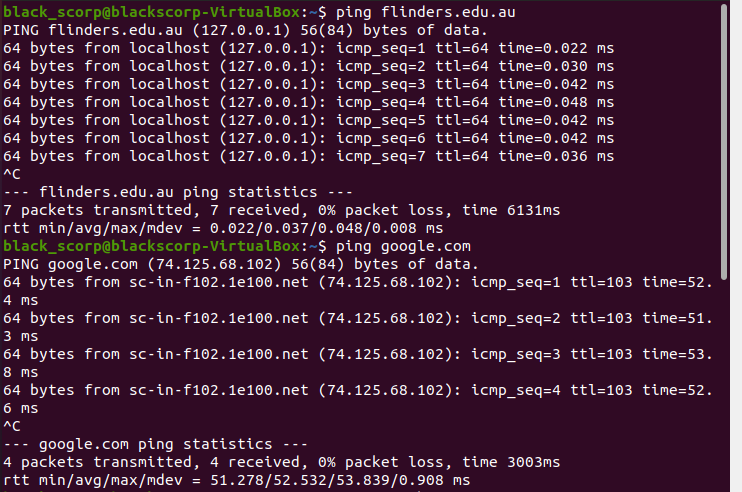 black_scorp@blackscorp-VirtualBox:~$ ping flinders.edu.au
PING flinders.edu.au (127.0.0.1) 56(84) bytes of data.
64 bytes from localhost (127.0.0.1): icmp_seq=1 ttl=64 time=0.022 ms
64 bytes from localhost (127.0.0.1): icmp_seq=2 ttl=64 time=0.030 ms
64 bytes from localhost (127.0.0.1): icmp_seq=3 ttl=64 time=0.042 ms
64 bytes from localhost (127.0.0.1): icmp_seq=4 ttl=64 time=0.048 ms
64 bytes from localhost (127.0.0.1): icmp_seq=5 ttl=64 time=0.042 ms
64 bytes from localhost (127.0.0.1): icmp_seq=6 ttl=64 time=0.042 ms
64 bytes from localhost (127.0.0.1): icmp_seq=7 ttl=64 time=0.036 ms
^C
--- flinders.edu.au ping statistics ---
7 packets transmitted, 7 received, 0% packet loss, time 6131ms
rtt min/avg/max/mdev = 0.022/0.037/0.048/0.008 ms
black_scorp@blackscorp-VirtualBox:~$ ping google.com
PING google.com (74.125.68.102) 56(84) bytes of data.
64 bytes from sc-in-f102.1e100.net (74.125.68.102): icmp_seq=1 ttl=103 time=52.
4 ms
64 bytes from sc-in-f102.1e100.net (74.125.68.102): icmp_seq=2 ttl=103 time=51.
3 ms
64 bytes from sc-in-f102.1e100.net (74.125.68.102): icmp_seq=3 ttl=103 time=53.
8 ms
64 bytes from sc-in-f102.1e100.net (74.125.68.102): icmp_seq=4 ttl=103 time=52.
6 ms
^C
--- google.com ping statistics ---
4 packets transmitted, 4 received, 0% packet loss, time 3003ms
rtt min/avg/max/mdev = 51.278/52.532/53.839/0.908 ms